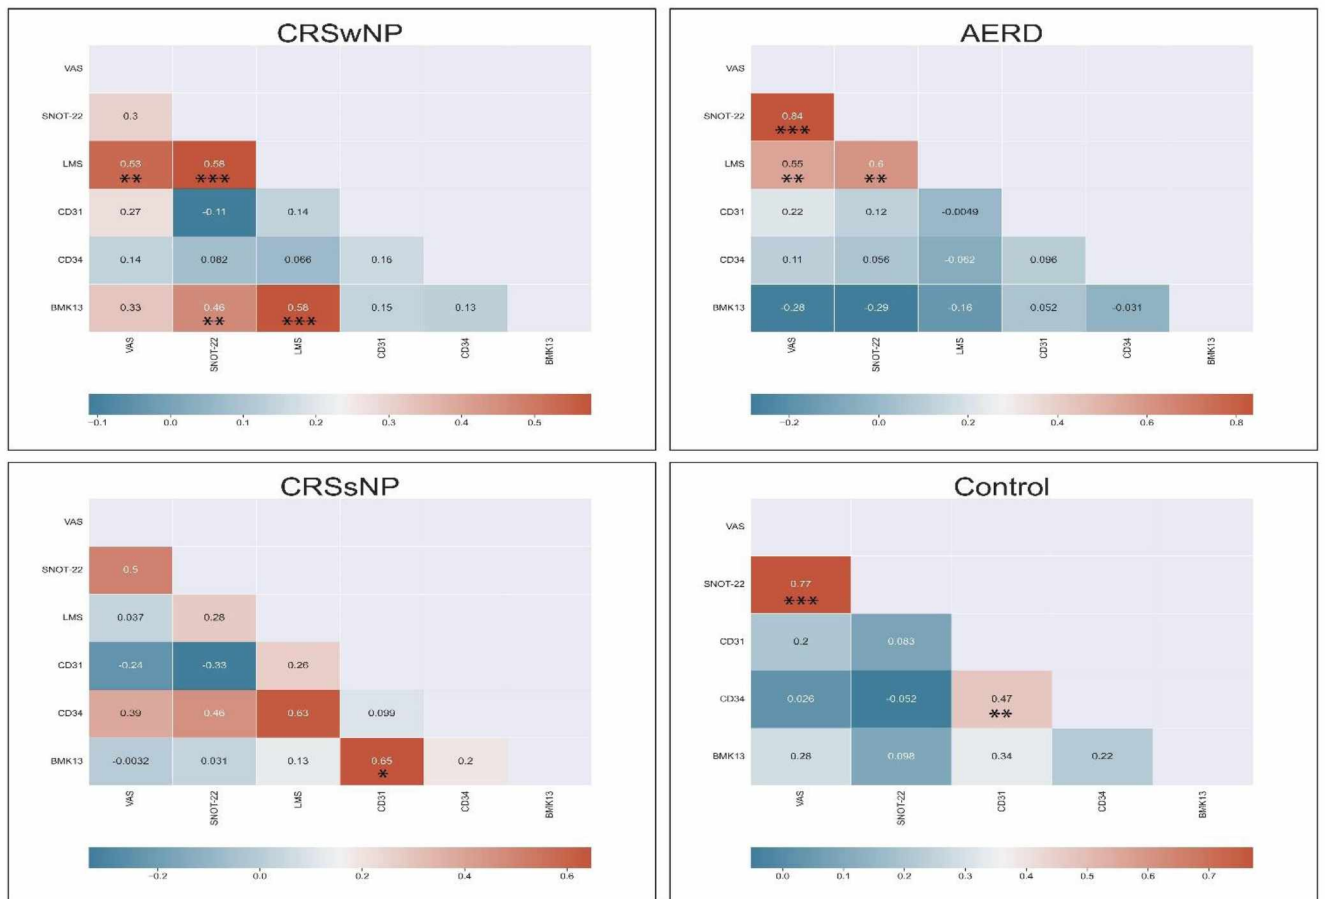 CRSwNP
VAS
SNOT-22 0.3
LMS 0.53 0.58
** ***
CD31 0.27 -0.11 0.14
CD34 0.14 0.082 0.066 0.16
BMK13 0.33 0.46 0.58 0.15 0.13
** ***
VAS SNOT-22 LMS CD31 CD34 BMK13
−0.1 0.0 0.1 0.2 0.3 0.4 0.5
AERD
VAS
SNOT-22 0.84
***
LMS 0.55 0.6
** **
CD31 0.22 0.12 -0.0049
CD34 0.11 0.056 -0.062 0.096
BMK13 -0.28 -0.29 -0.16 0.052 -0.031
VAS SNOT-22 LMS CD31 CD34 BMK13
−0.2 0.0 0.2 0.4 0.6 0.8
CRSsNP
VAS
SNOT-22 0.5
LMS 0.037 0.28
CD31 -0.24 -0.33 0.26
CD34 0.39 0.46 0.63 0.099
BMK13 -0.0032 0.031 0.13 0.65 0.2
*
VAS SNOT-22 LMS CD31 CD34 BMK13
−0.2 0.0 0.2 0.4 0.6
Control
VAS
SNOT-22 0.77
***
CD31 0.2 0.083
CD34 0.026 -0.052 0.47
**
BMK13 0.28 0.098 0.34 0.22
VAS SNOT-22 CD31 CD34 BMK13
0.0 0.1 0.2 0.3 0.4 0.5 0.6 0.7